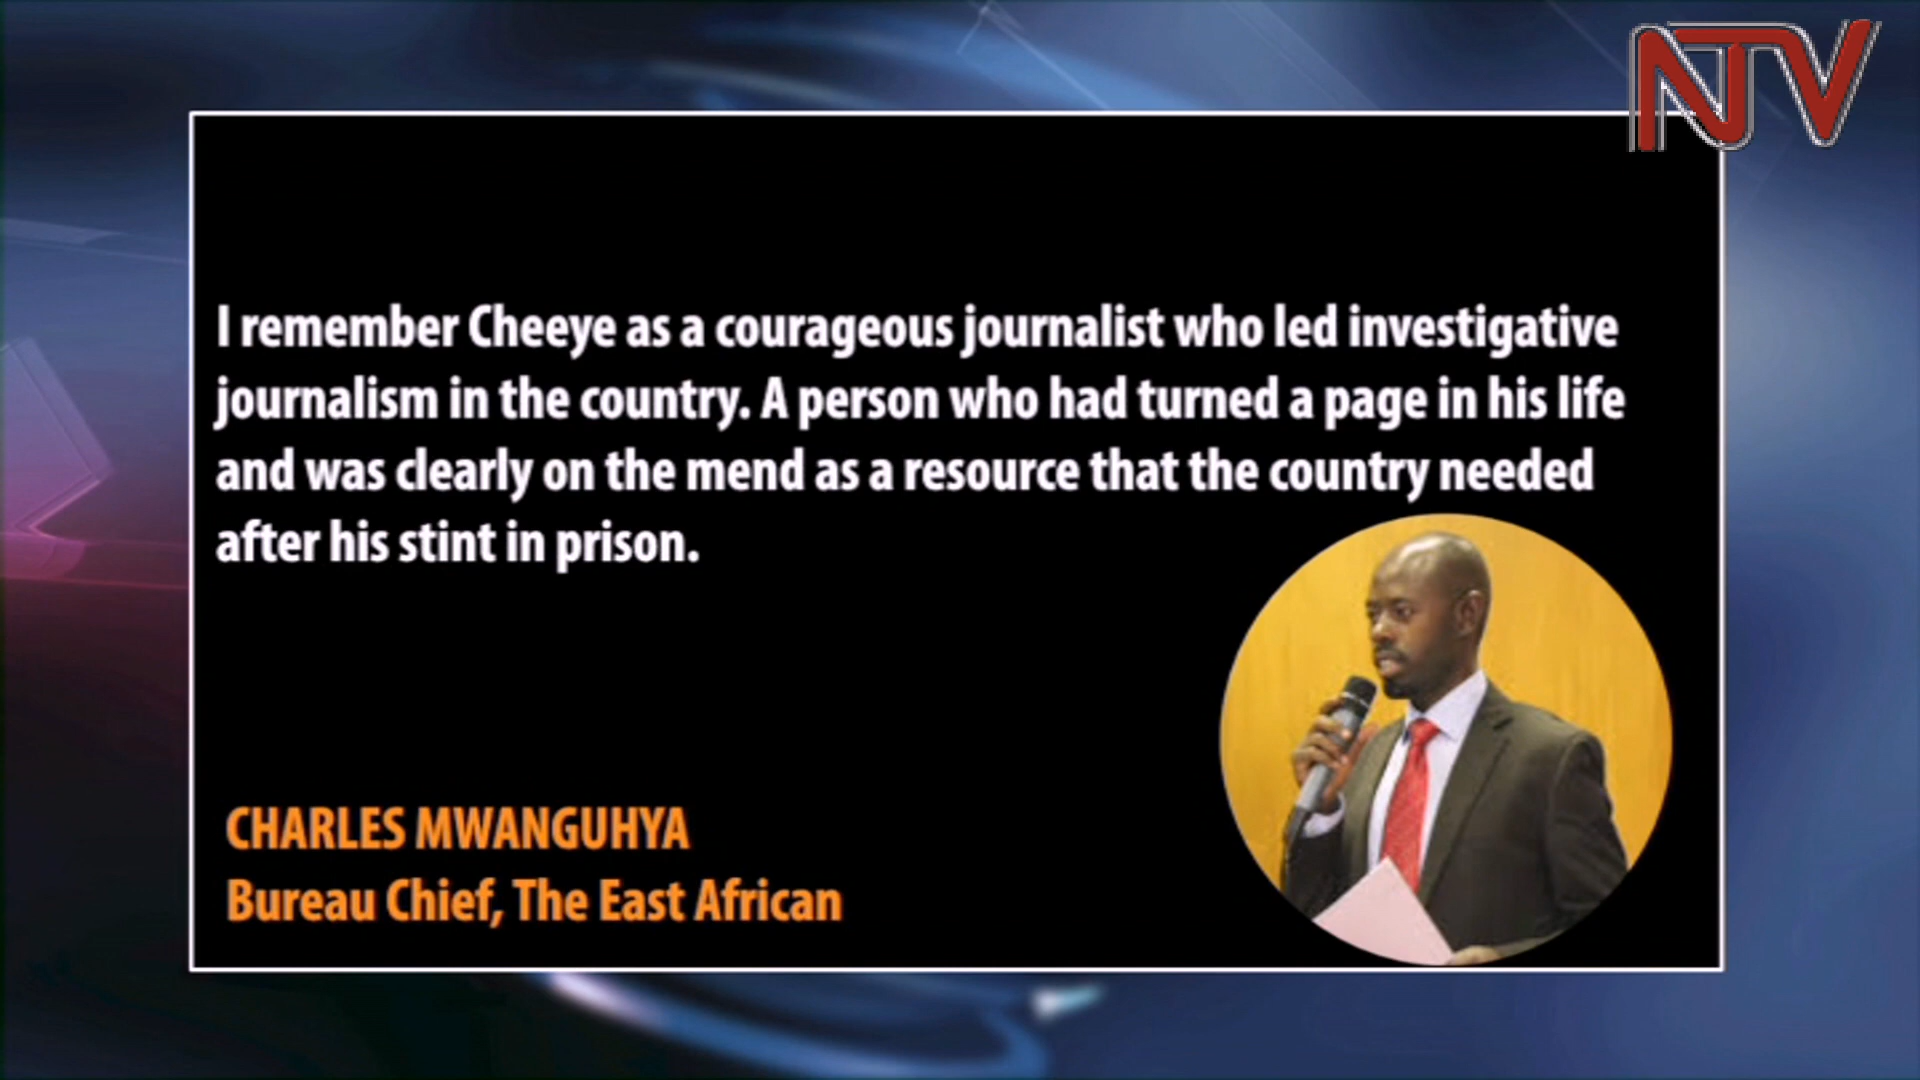 NTV
I remember Cheeye as a courageous journalist who led investigative
journalism in the country. A person who had turned a page in his life
and was clearly on the mend as a resource that the country needed
after his stint in prison.
CHARLES MWANGUHYA
Bureau Chief, The East African